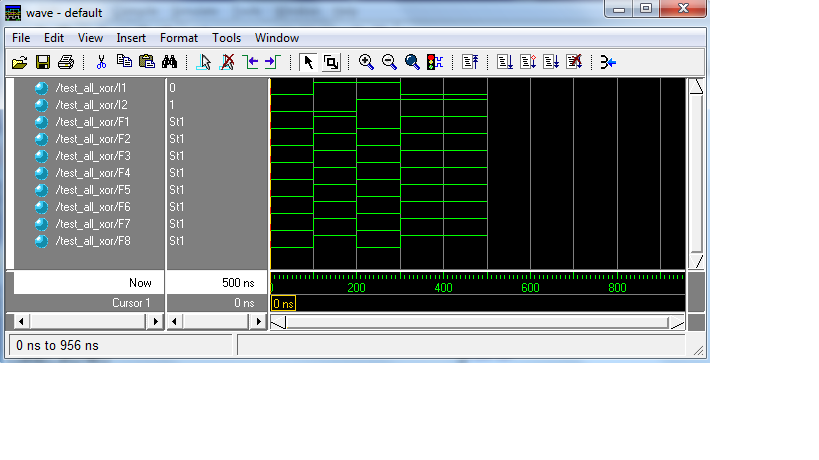 wave - default
File Edit View Insert Format Tools Window
/test_all_xor/I1 0
/test_all_xor/I2 1
/test_all_xor/F1 St1
/test_all_xor/F2 St1
/test_all_xor/F3 St1
/test_all_xor/F4 St1
/test_all_xor/F5 St1
/test_all_xor/F6 St1
/test_all_xor/F7 St1
/test_all_xor/F8 St1
Now 500 ns 200 400 600 800
Cursor 1 0 ns 0 ns
0 ns to 956 ns